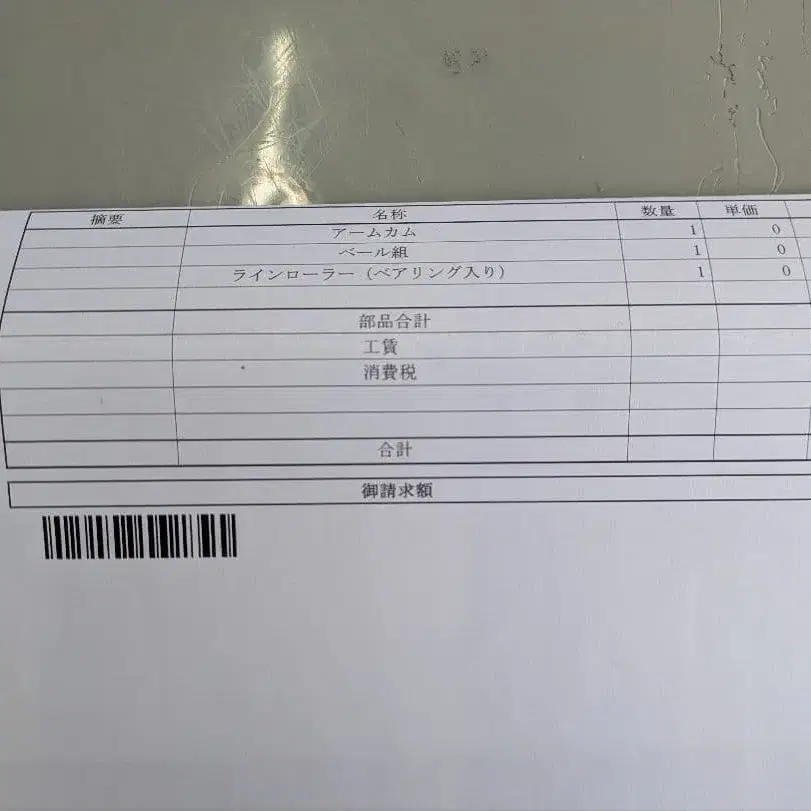 摘要 名称 数量 単価
アームカム 1 0
ベール組 1 0
ラインローラー（ベアリング入り） 1 0
部品合計
工賃
消費税
合計
御請求額